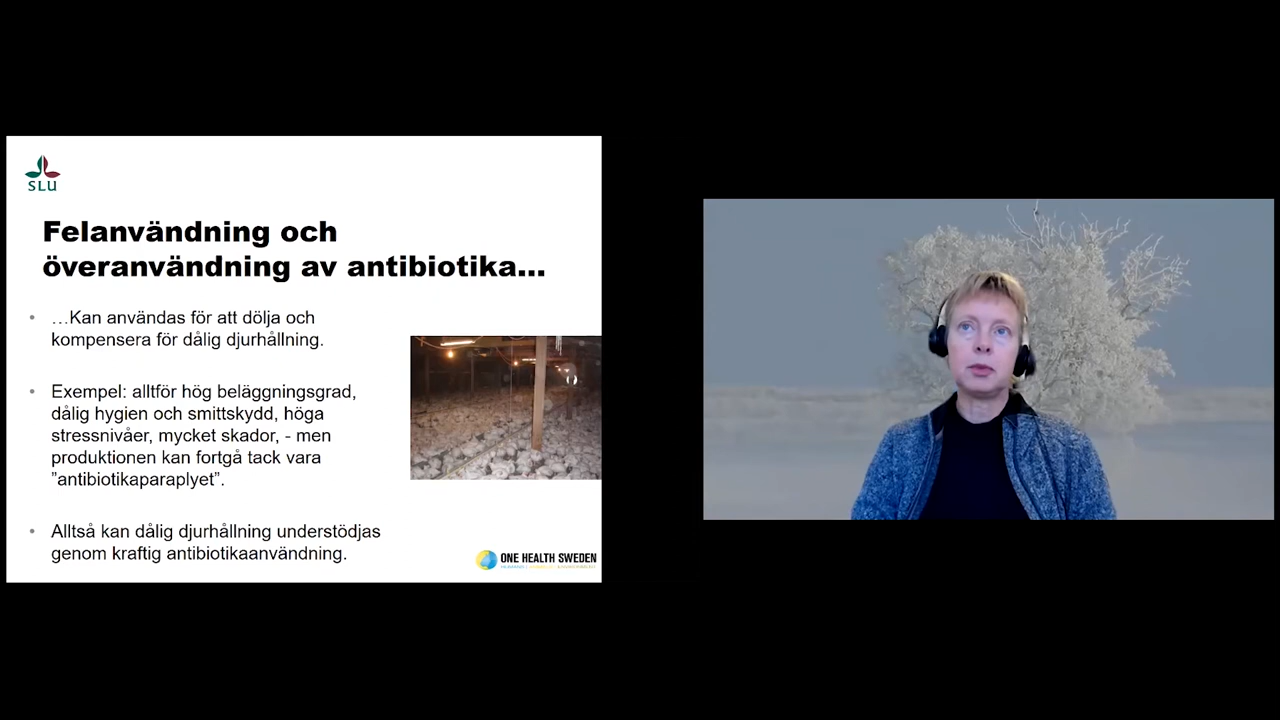 SLU
Felanvändning och
överanvändning av antibiotika...
• …Kan användas för att dölja och
kompensera för dålig djurhållning.
• Exempel: alltför hög beläggningsgrad,
dålig hygien och smittskydd, höga
stressnivåer, mycket skador, - men
produktionen kan fortgå tack vara
”antibiotikaparaplyet”.
• Alltså kan dålig djurhållning understödjas
genom kraftig antibiotikaanvändning.
ONE HEALTH SWEDEN